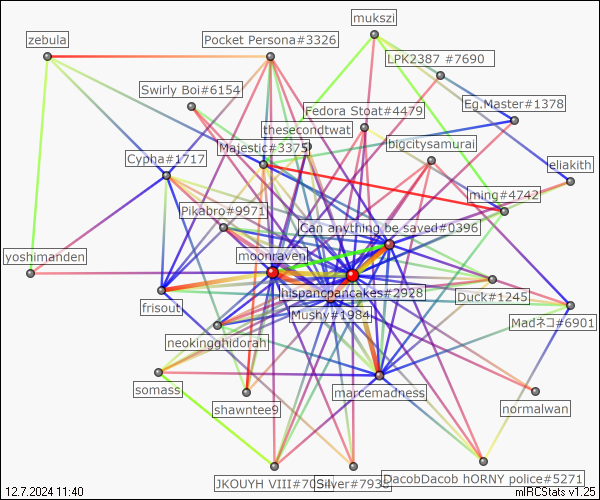 mukszi
zebula
Pocket Persona#3326
LPK2387 #7690
Swirly Boi#6154
Eg.Master#1378
Fedora Stoat#4479
thesecondtwat
bigcitysamurai
Majestic#3375
Cypha#1717
eliakith
ming#4742
Pikabro#9971
Can anything be saved#0396
moonraven
yoshimanden
hispancpancakes#2928
Duck#1245
frisout
Mushy#1984
Madネコ#6901
neokingghidorah
somass
marcemadness
shawntee9
normalwan
DacobDacob hORNY police#5271
JKOUYH VIII#70
Silver#7935
12.7.2024 11:40
mIRCStats v1.25